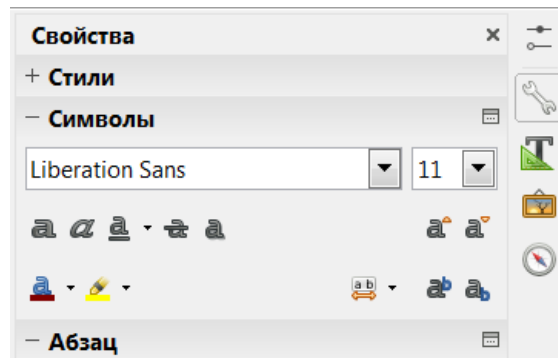 Свойства
Стили
Символы
Liberation Sans 11
a a a a a a a
a a b a b a b
Абзац